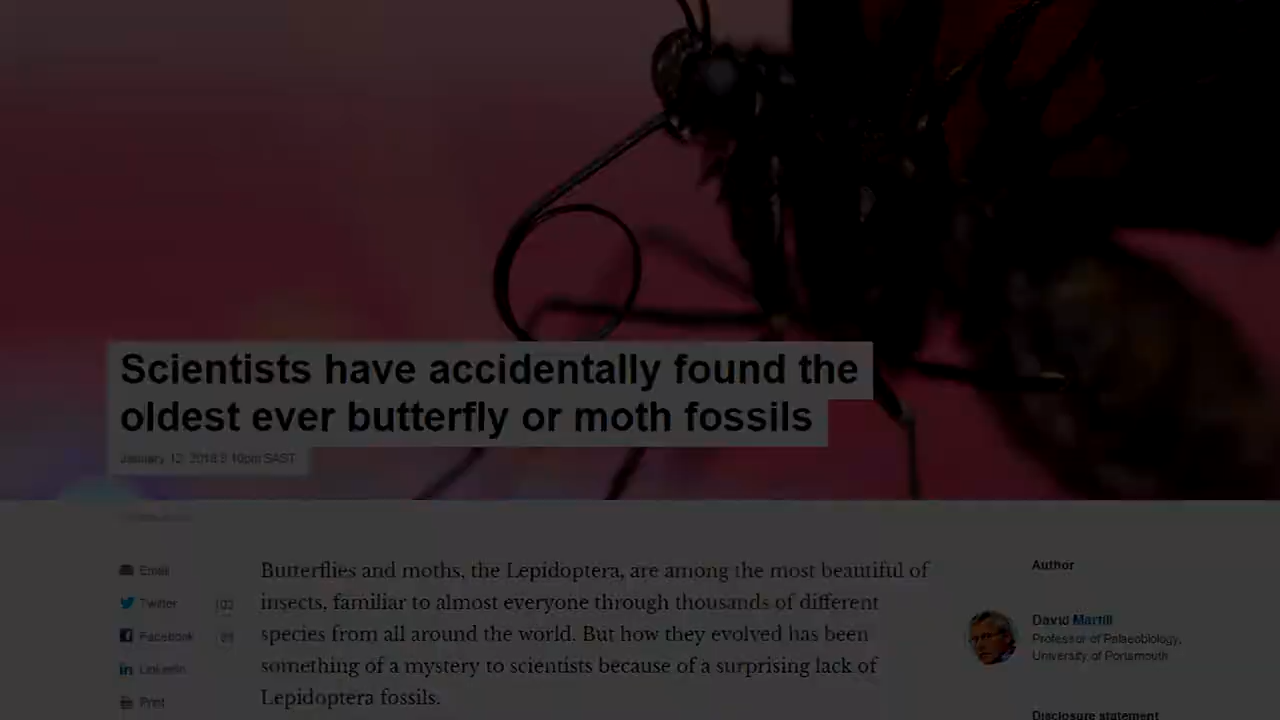 Scientists have accidentally found the
oldest ever butterfly or moth fossils
January 12, 2018 9.10pm SAST
Email
Twitter
Facebook
LinkedIn
Print
Butterflies and moths, the Lepidoptera, are among the most beautiful of
insects, familiar to almost everyone through thousands of different
species from all around the world. But how they evolved has been
something of a mystery to scientists because of a surprising lack of
Lepidoptera fossils.
Author
David Martill
Professor of Palaeobiology,
University of Portsmouth
Disclosure statement